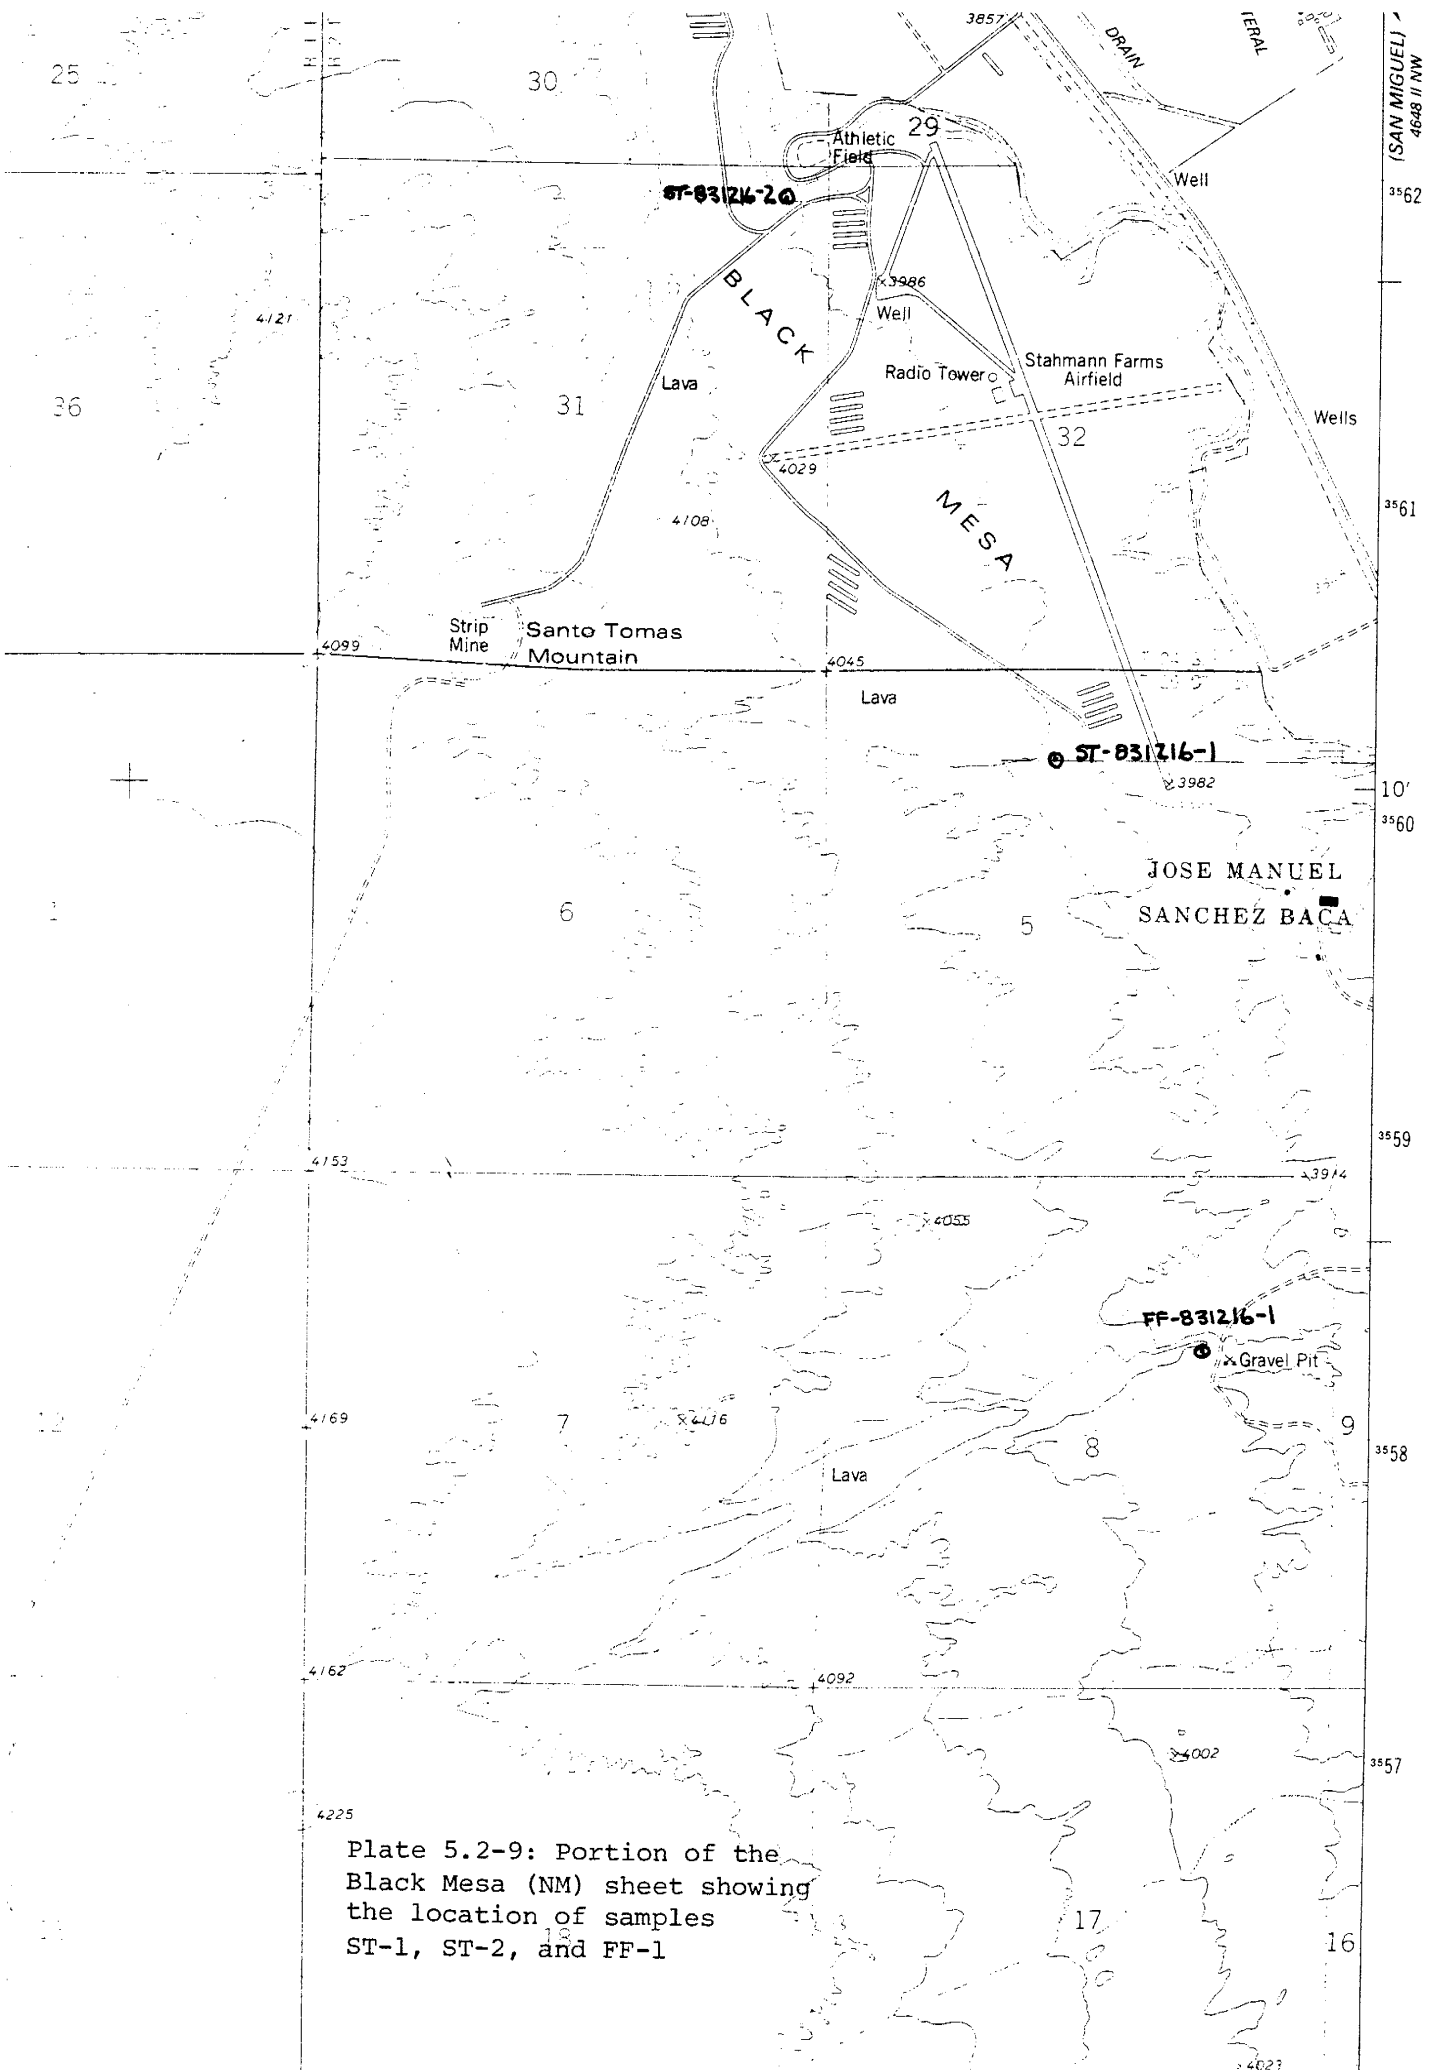 3857
DRAIN
TERAL
(SAN MIGUEL)
4648 II NW
25
30
29
Athletic
Field
Well
ST-831216-2
3562
BLACK
3986
Well
4121
Lava
Radio Tower
Stahmann Farms
Airfield
36
31
32
Wells
4029
MESA
4108
3561
Strip
Mine
Santo Tomas
Mountain
4099
4045
Lava
ST-831216-1
3982
10'
3560
JOSE MANUEL
SANCHEZ BACA
1
6
5
3559
4153
3914
4055
FF-831216-1
Gravel Pit
12
4169
7
4116
8
9
3558
Lava
4162
4092
4002
3557
4225
Plate 5.2-9: Portion of the
Black Mesa (NM) sheet showing
the location of samples
ST-1, ST-2, and FF-1
18
17
16
4023